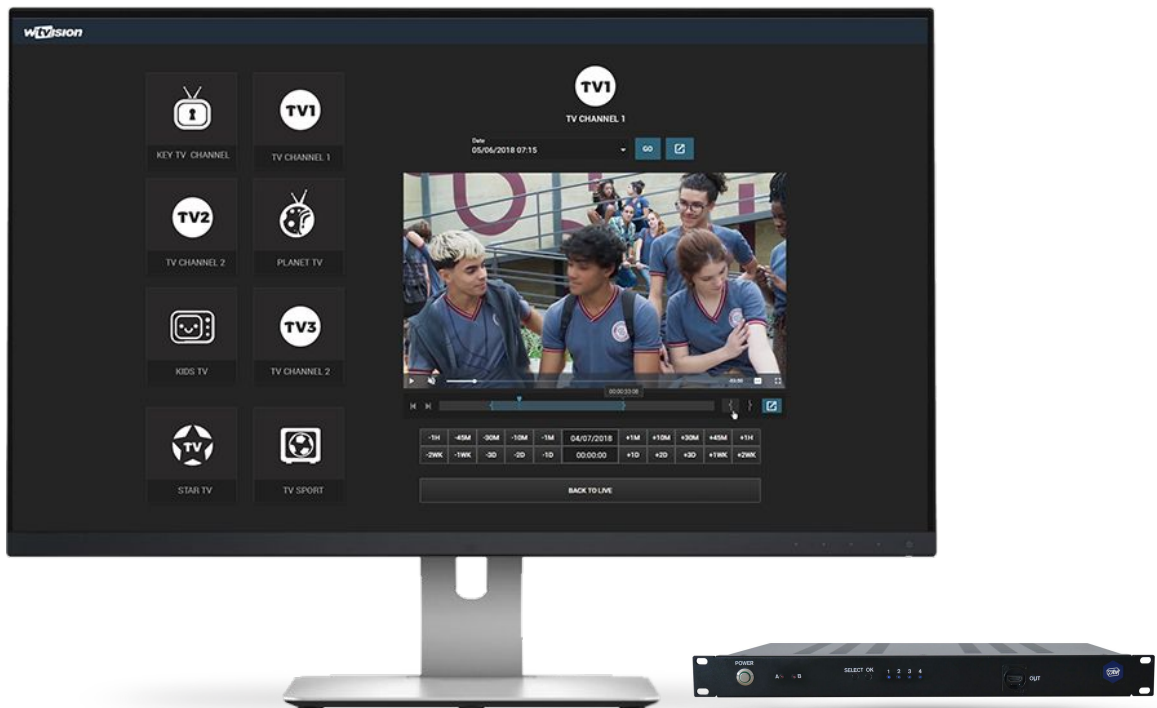 wTVision
KEY TV CHANNEL
TV1
TV CHANNEL 1
TV2
TV CHANNEL 2
PLANET TV
KIDS TV
TV3
TV CHANNEL 2
TV
STAR TV
TV SPORT
TV1
TV CHANNEL 1
Date
05/06/2018 07:15
GO
00:00:33:08
-1H -45M -30M -10M -1M 04/07/2018 +1M +10M +30M +45M +1H
-2WK -1WK -3D -2D -1D 00:00:00 +1D +2D +3D +1WK +2WK
BACK TO LIVE
POWER
A B
SELECT OK
1 2 3 4
OUT